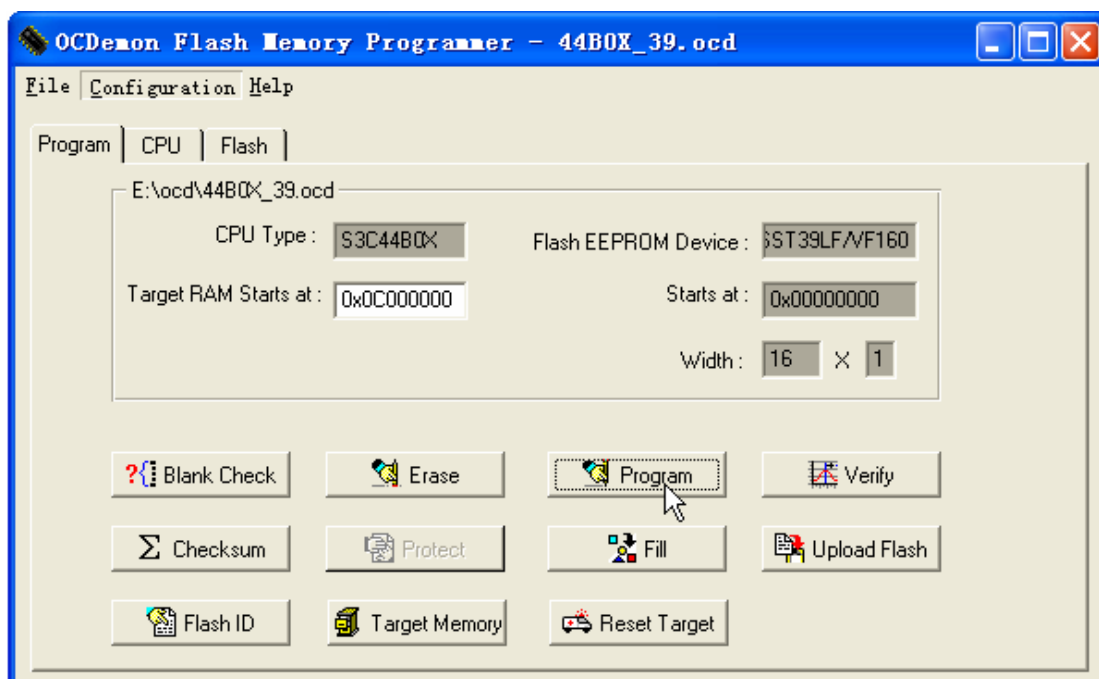 OCDemon Flash Memory Programmer - 44B0X_39.ocd
File Configuration Help
Program CPU Flash
E:\ocd\44B0X_39.ocd
CPU Type : S3C44B0X Flash EEPROM Device : SST39LF/VF160
Target RAM Starts at : 0x0C000000 Starts at : 0x00000000
Width : 16 X 1
?{ Blank Check Erase Program Verify
Σ Checksum Protect Fill Upload Flash
Flash ID Target Memory Reset Target